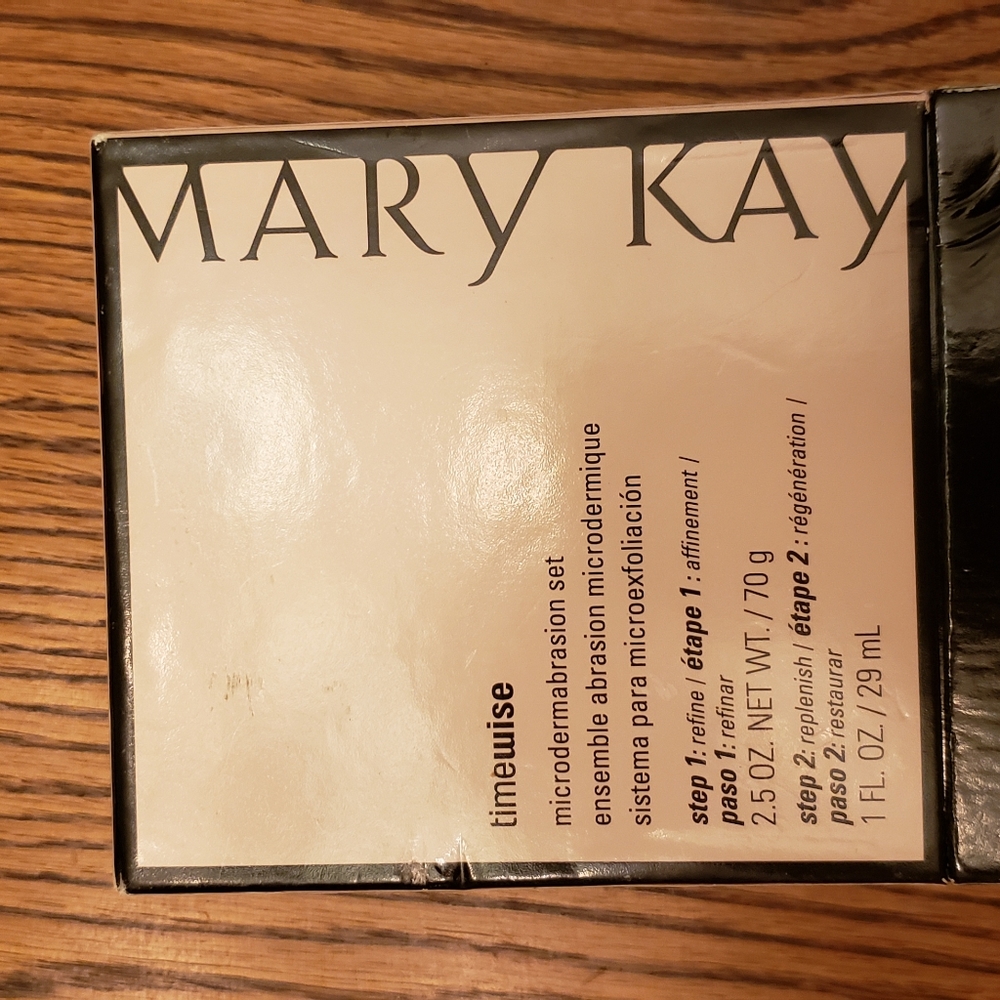 MARY KAY
timewise
microdermabrasion set
ensemble abrasion microdermique
sistema para microexfoliación
step 1: refine / étape 1 : affinement /
paso 1: refinar
2.5 OZ. NET WT. / 70 g
step 2: replenish / étape 2 : régénération /
paso 2: restaurar
1 FL. OZ. / 29 mL